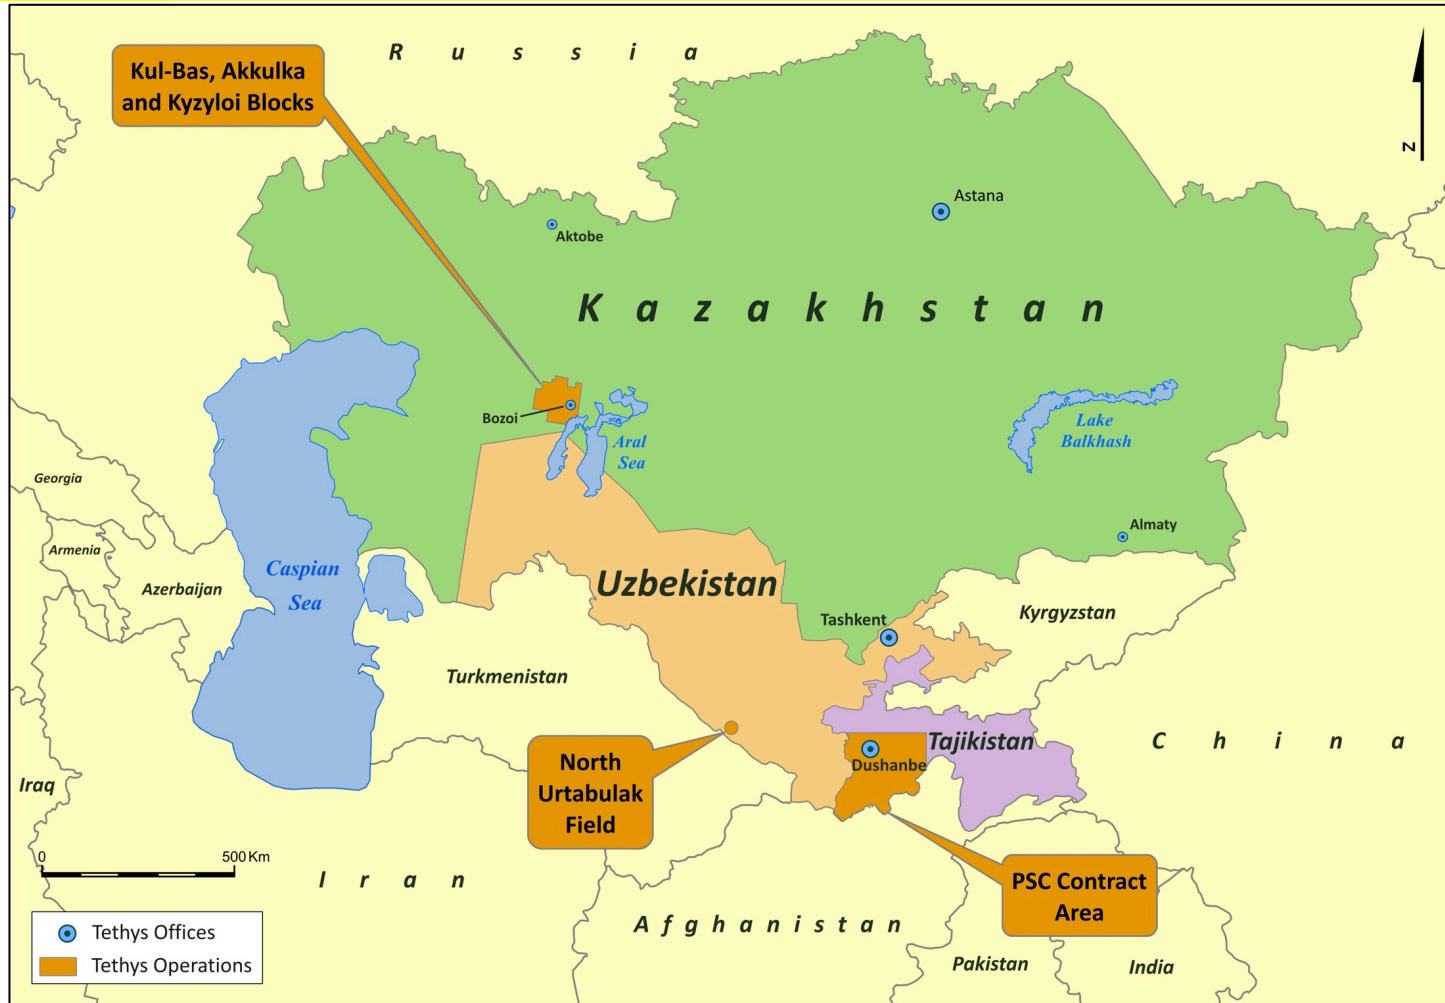 R u s s i a
Kul-Bas, Akkulka
and Kyzyloi Blocks
N
Astana
Aktobe
K a z a k h s t a n
Bozoi
Aral
Sea
Lake
Balkhash
Georgia
Armenia
Azerbaijan
Caspian
Sea
Almaty
Uzbekistan
Kyrgyzstan
Tashkent
Turkmenistan
Tajikistan
C h i n a
Dushanbe
North
Urtabulak
Field
Iraq
0 500 Km
I r a n
PSC Contract
Area
A f g h a n i s t a n
Pakistan
India
Tethys Offices
Tethys Operations